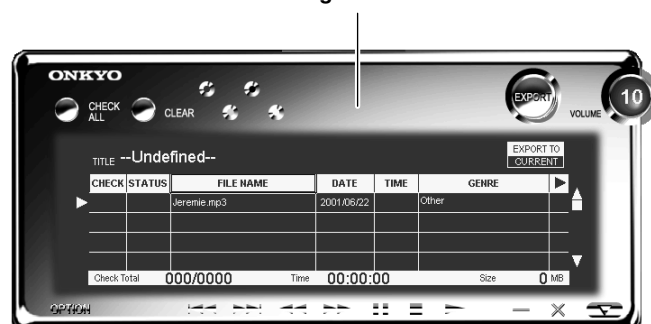 ONKYO
CHECK ALL
CLEAR
EXPORT
VOLUME
10
TITLE --Undefined--
EXPORT TO
CURRENT
CHECK STATUS FILE NAME DATE TIME GENRE
Jeremie.mp3 2001/06/22 Other
Check Total 000/0000 Time 00:00:00 Size 0 MB
OPTION